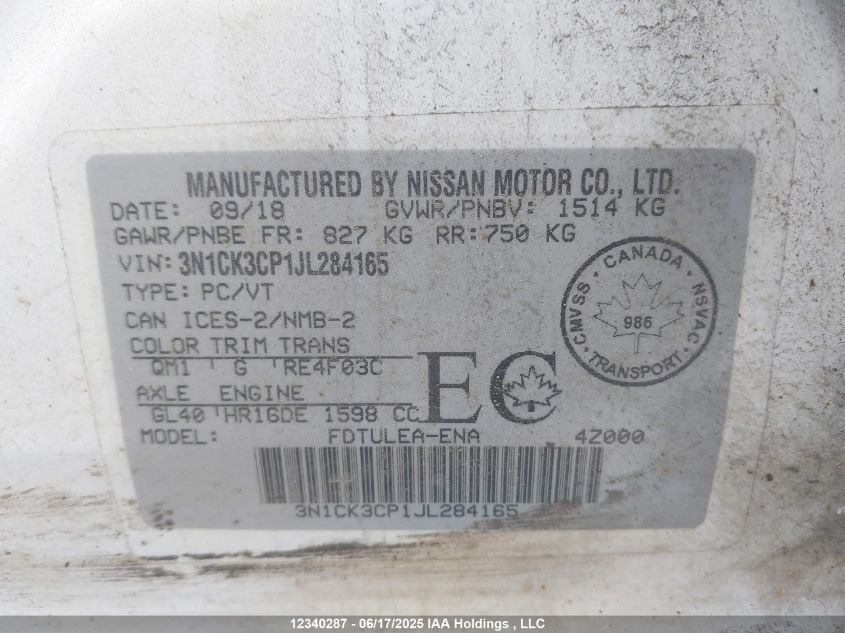 MANUFACTURED BY NISSAN MOTOR CO., LTD.
DATE: 09/18 GVWR/PNBV: 1514 KG
GAWR/PNBE FR: 827 KG RR:750 KG
VIN: 3N1CK3CP1JL284165
TYPE: PC/VT
CAN ICES-2/NMB-2
COLOR TRIM TRANS
QM1 ' G 'RE4F03C
AXLE ENGINE
GL40 'HR16DE 1598 CC
EC
CANADA
CMVSS · NSVAC
986
TRANSPORT
MODEL: FDTULEA-ENA 4Z000
3N1CK3CP1JL284165
12340287 - 06/17/2025 IAA Holdings , LLC